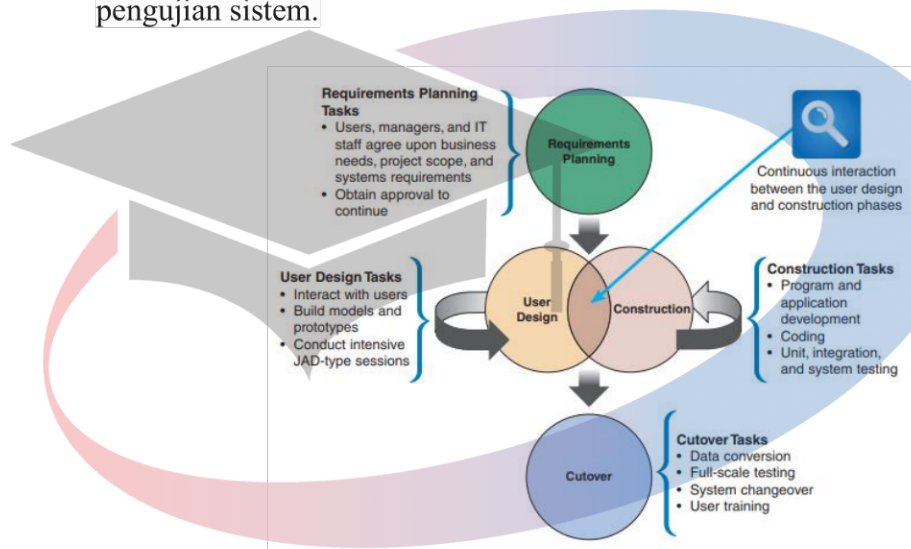 pengujian sistem.
Requirements Planning
Tasks
• Users, managers, and IT
staff agree upon business
needs, project scope, and
systems requirements
• Obtain approval to
continue
Requirements
Planning
Continuous interaction
between the user design
and construction phases
User Design Tasks
• Interact with users
• Build models and
prototypes
• Conduct intensive
JAD-type sessions
User
Design
Construction
Construction Tasks
• Program and
application
development
• Coding
• Unit, integration,
and system testing
Cutover
Cutover Tasks
• Data conversion
• Full-scale testing
• System changeover
• User training